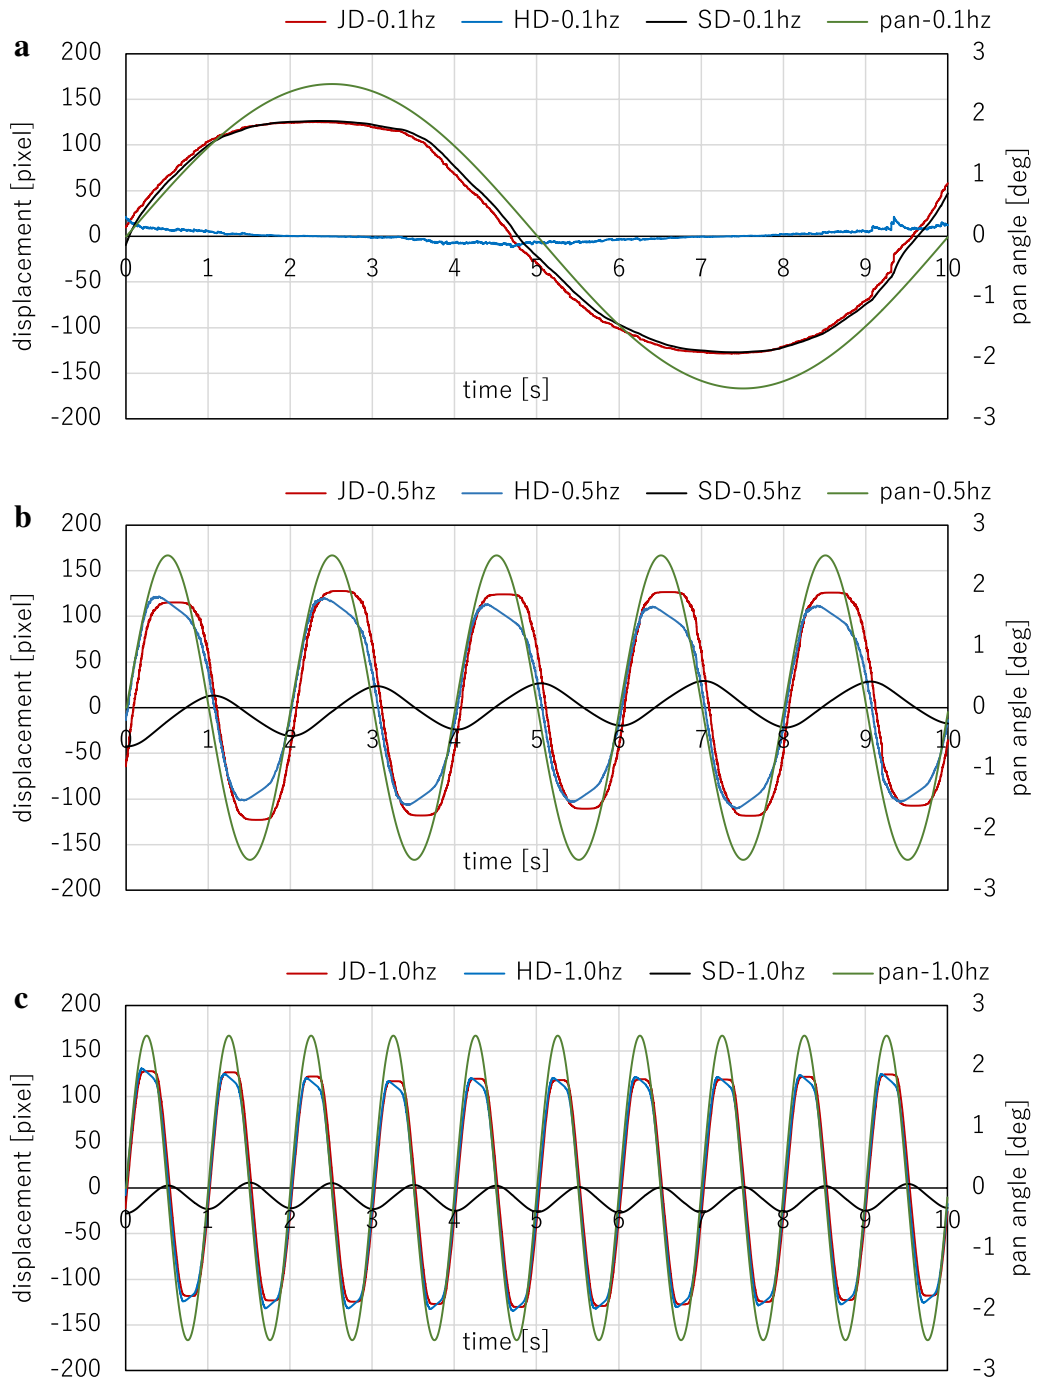 JD-0.1hz HD-0.1hz SD-0.1hz pan-0.1hz
a
200 3
150
2
100
1
50
0 0
0 1 2 3 4 5 6 7 8 9 10
-50
-1
-100
-2
-150
-200 -3
displacement [pixel]
time [s]
pan angle [deg]
JD-0.5hz HD-0.5hz SD-0.5hz pan-0.5hz
b
200 3
150
2
100
1
50
0 0
0 1 2 3 4 5 6 7 8 9 10
-50
-1
-100
-2
-150
-200 -3
displacement [pixel]
time [s]
pan angle [deg]
JD-1.0hz HD-1.0hz SD-1.0hz pan-1.0hz
c
200 3
150
2
100
1
50
0 0
0 1 2 3 4 5 6 7 8 9 10
-50
-1
-100
-2
-150
-200 -3
displacement [pixel]
time [s]
pan angle [deg]